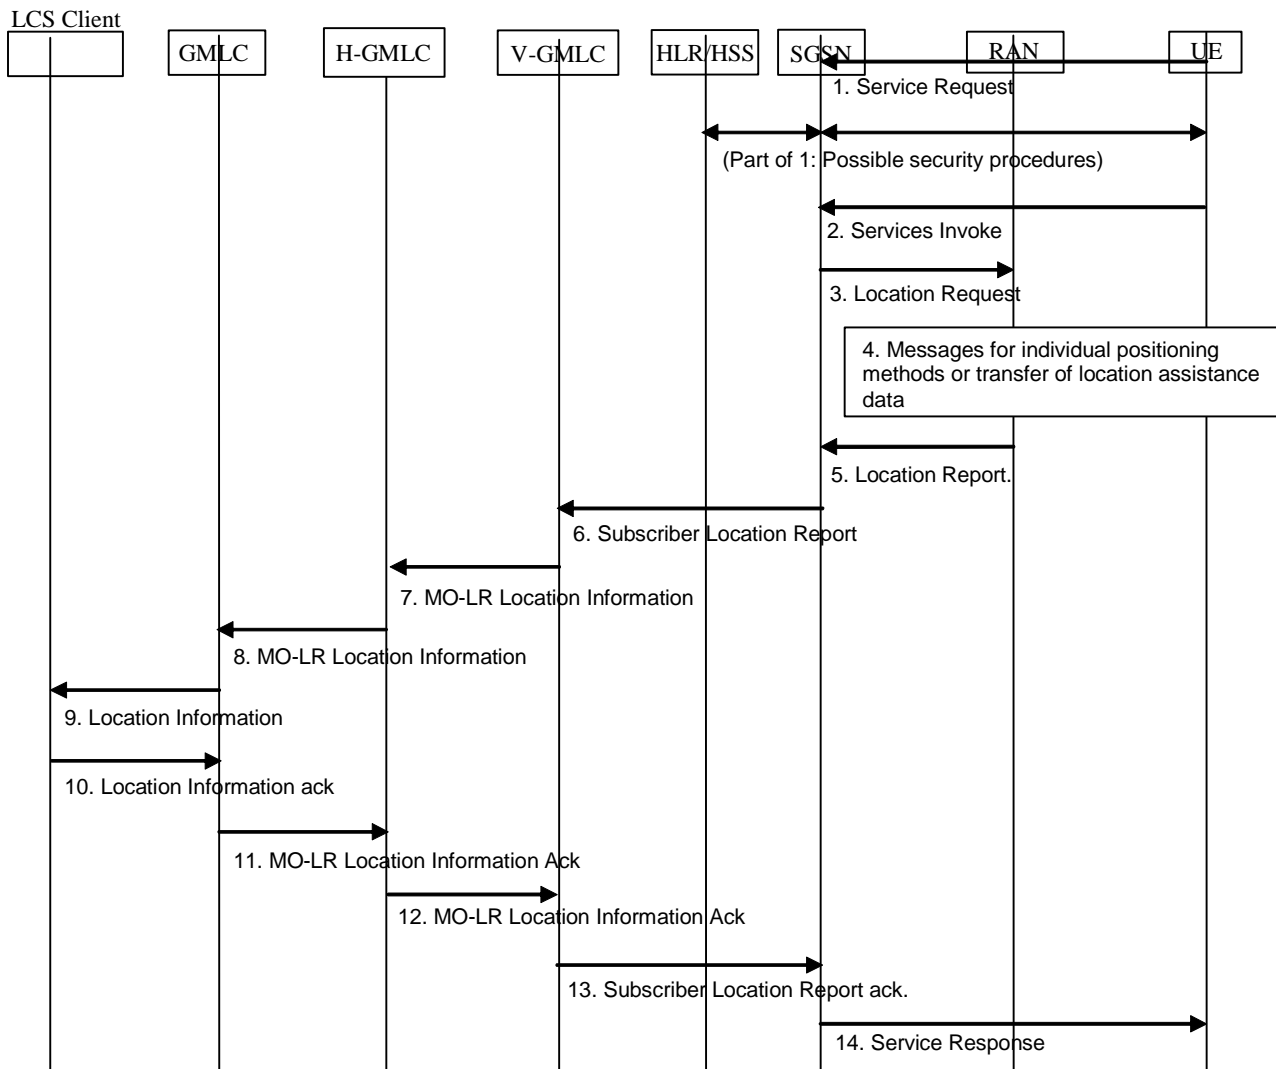 LCS Client
GMLC
H-GMLC
V-GMLC
HLR/HSS
SGSN
RAN
UE
1. Service Request
(Part of 1: Possible security procedures)
2. Services Invoke
3. Location Request
4. Messages for individual positioning
methods or transfer of location assistance
data
5. Location Report.
6. Subscriber Location Report
7. MO-LR Location Information
8. MO-LR Location Information
9. Location Information
10. Location Information ack
11. MO-LR Location Information Ack
12. MO-LR Location Information Ack
13. Subscriber Location Report ack.
14. Service Response